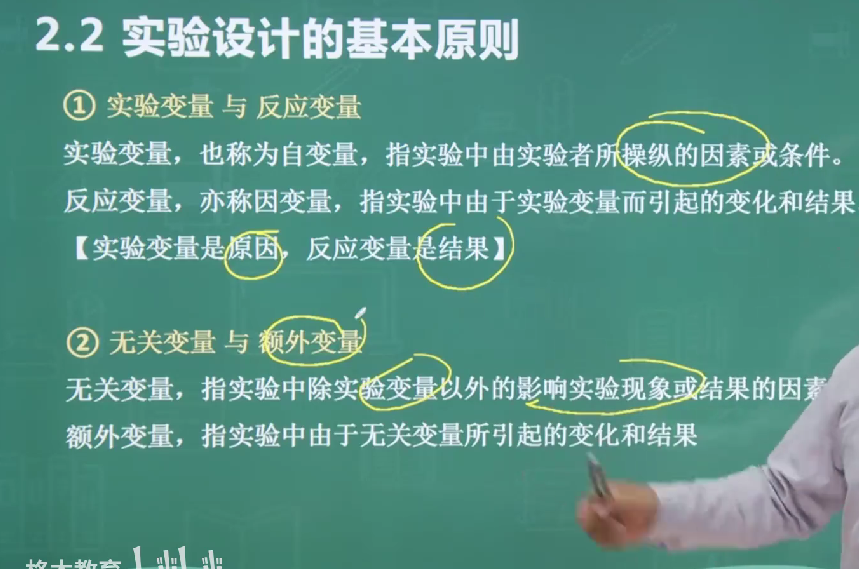 2.2 实验设计的基本原则
① 实验变量 与 反应变量
实验变量，也称为自变量，指实验中由实验者所操纵的因素或条件。
反应变量，亦称因变量，指实验中由于实验变量而引起的变化和结果
【实验变量是原因，反应变量是结果】
② 无关变量 与 额外变量
无关变量，指实验中除实验变量以外的影响实验现象或结果的因素
额外变量，指实验中由于无关变量所引起的变化和结果